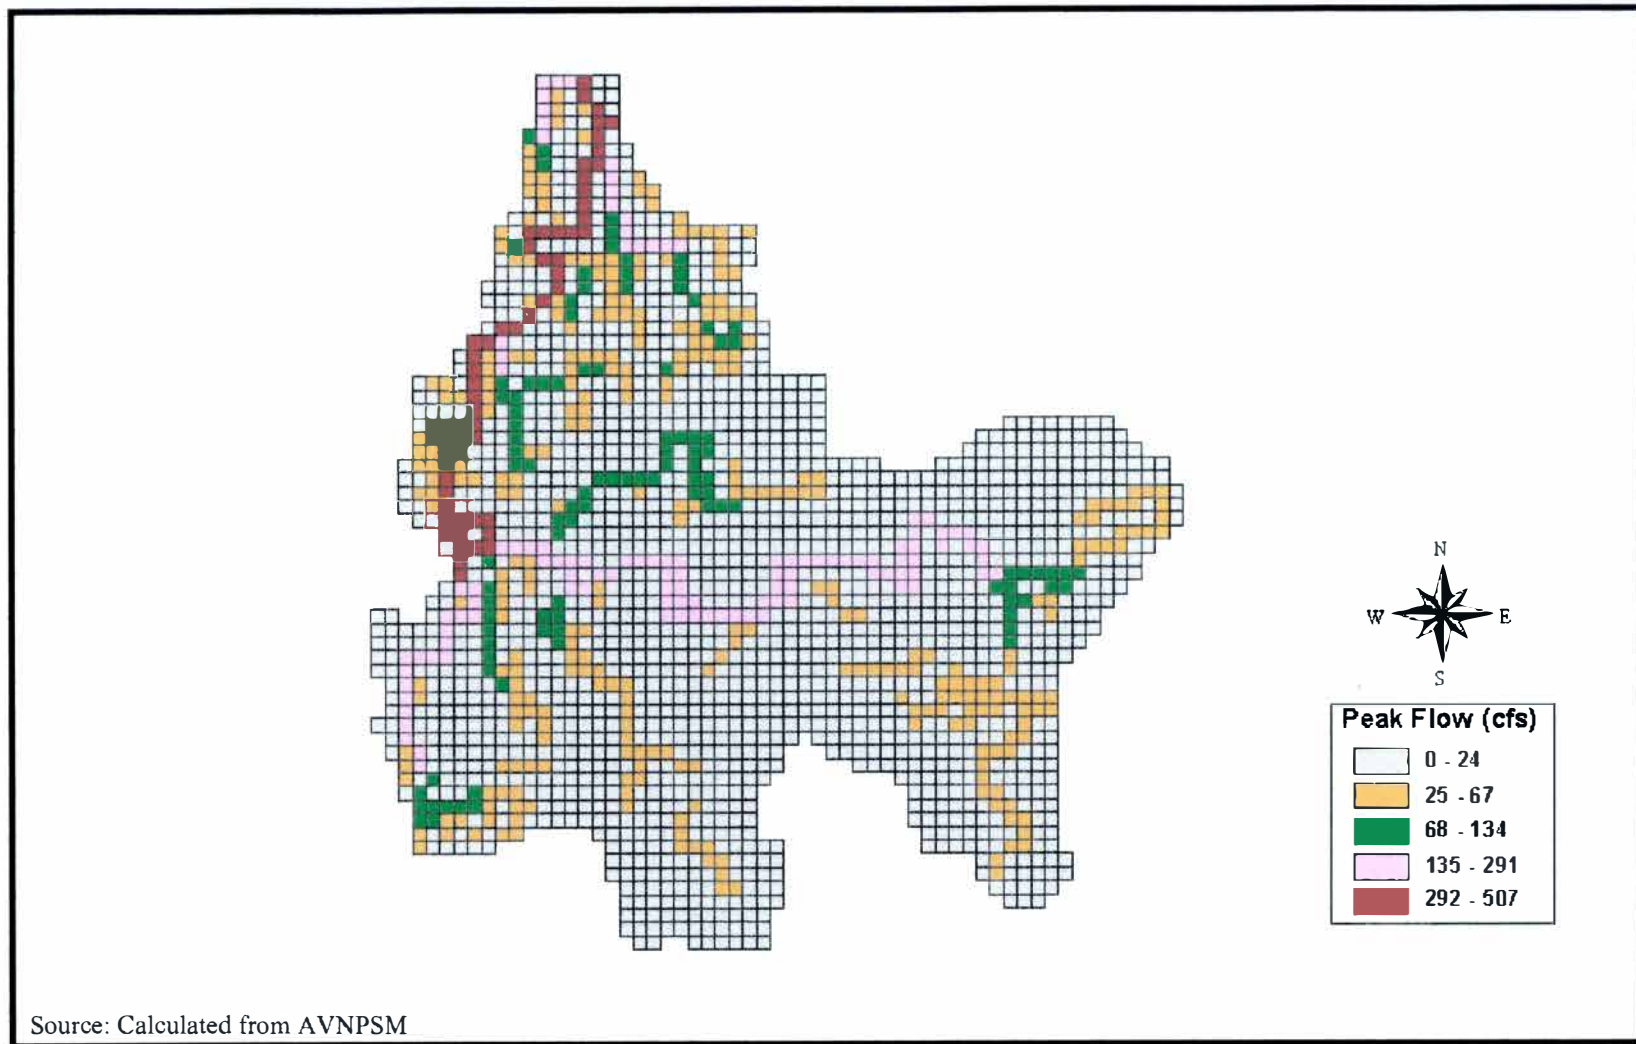 N
W E
S
Peak Flow (cfs)
0 - 24
25 - 67
68 - 134
135 - 291
292 - 507
Source: Calculated from AVNPSM